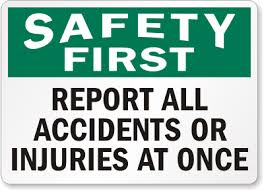 SAFETY
FIRST
REPORT ALL
ACCIDENTS OR
INJURIES AT ONCE